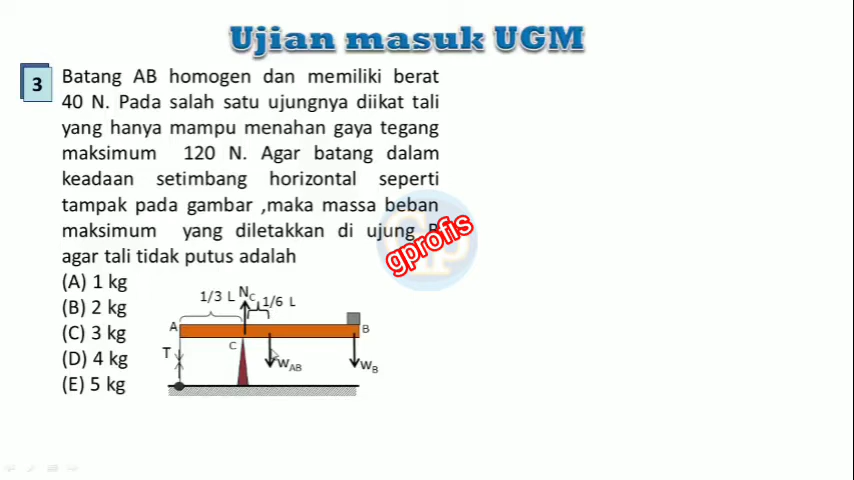 Ujian masuk UGM
3
Batang AB homogen dan memiliki berat
40 N. Pada salah satu ujungnya diikat tali
yang hanya mampu menahan gaya tegang
maksimum 120 N. Agar batang dalam
keadaan setimbang horizontal seperti
tampak pada gambar ,maka massa beban
maksimum yang diletakkan di ujung B
agar tali tidak putus adalah
gprofis
(A) 1 kg
(B) 2 kg
(C) 3 kg
(D) 4 kg
(E) 5 kg
1/3 L
NC
1/6 L
A
B
C
T
WAB
WB